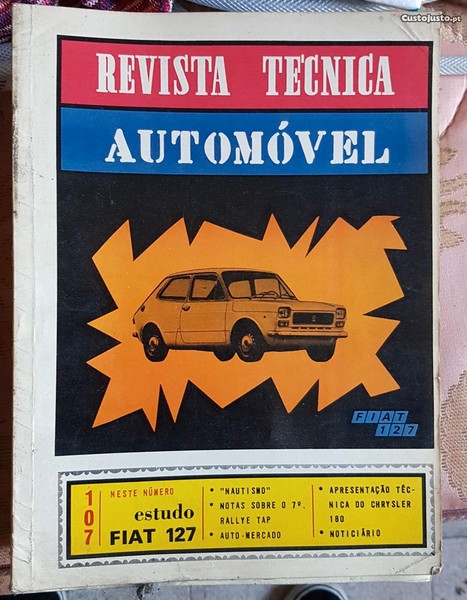 CustoJusto.pt
REVISTA TECNICA
AUTOMÓVEL
FIAT
127
107
NESTE NÚMERO
estudo
FIAT 127
• "NAUTISMO"
• NOTAS SOBRE O 7º.
RALLYE TAP
• AUTO-MERCADO
• APRESENTAÇÃO TÉC-
NICA DO CHRYSLER
180
• NOTICIÁRIO